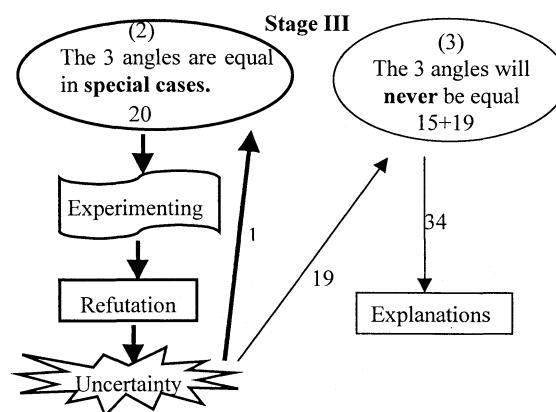 Stage III
(2)
The 3 angles are equal
in special cases.
20
Experimenting
Refutation
Uncertainty
1
19
(3)
The 3 angles will
never be equal
15+19
34
Explanations